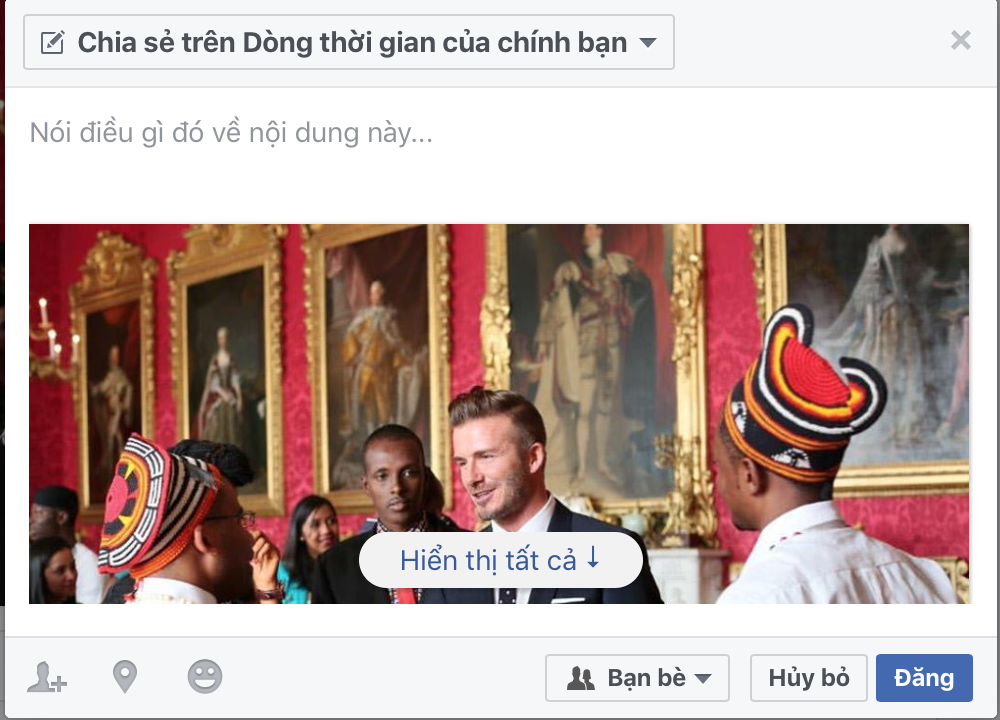 Chia sẻ trên Dòng thời gian của chính bạn
Nói điều gì đó về nội dung này...
Hiển thị tất cả ↓
Bạn bè
Hủy bỏ
Đăng